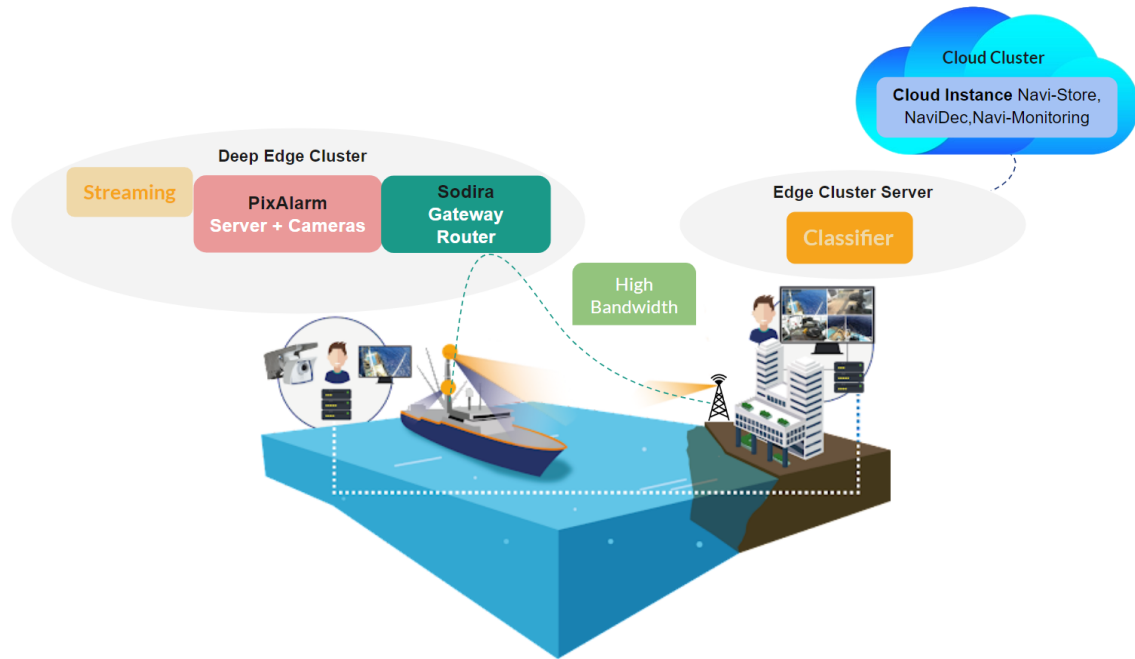 Cloud Cluster
Cloud Instance Navi-Store,
NaviDec,Navi-Monitoring
Deep Edge Cluster
Streaming
PixAlarm
Server + Cameras
Sodira
Gateway
Router
Edge Cluster Server
Classifier
High
Bandwidth